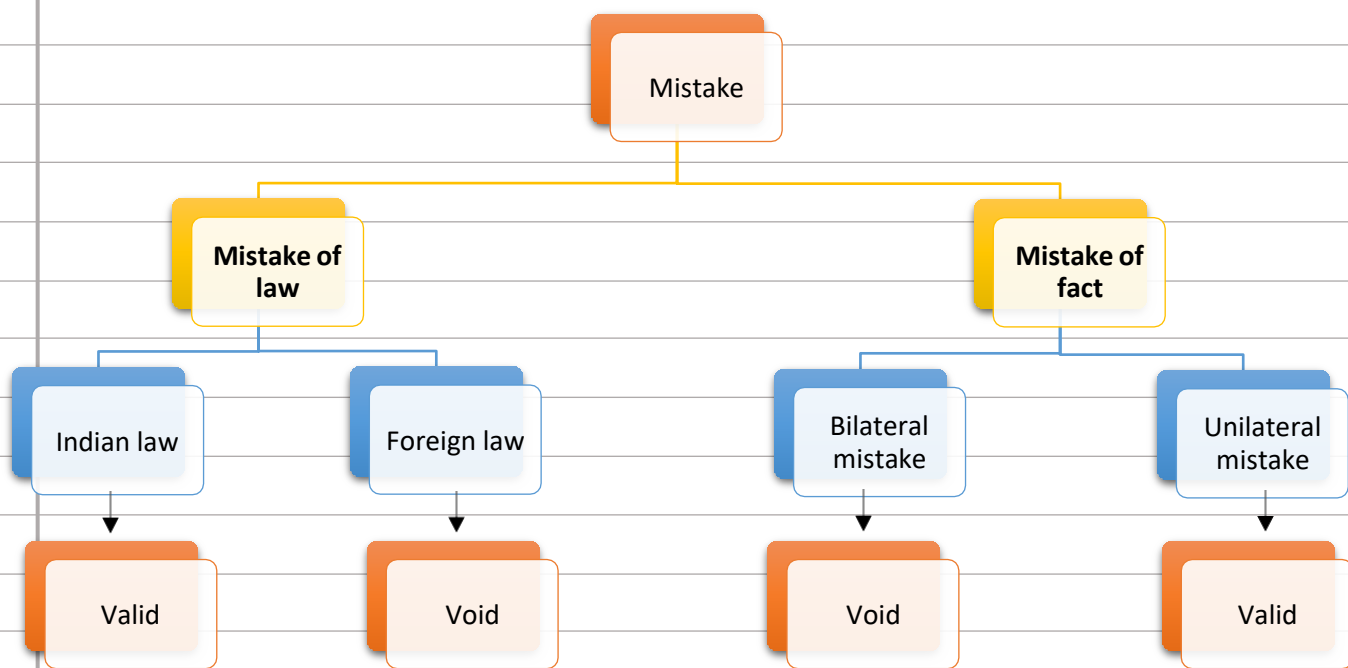 Mistake
Mistake of
law
Mistake of
fact
Indian law
Foreign law
Bilateral
mistake
Unilateral
mistake
Valid
Void
Void
Valid